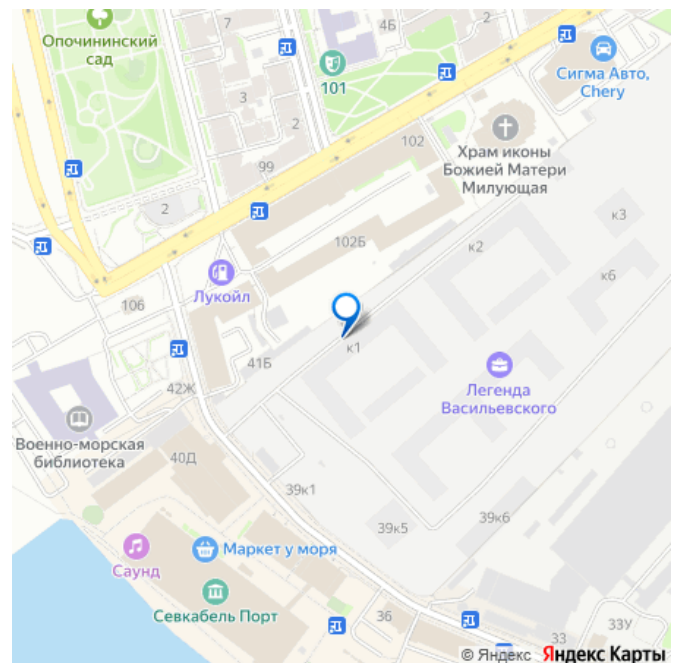 7
4Б
Опочининский
сад
101
Сигма Авто,
Chery
3
2
102
Храм иконы
Божией Матери
Милующая
99
2
к3
102Б
к2
к6
Лукойл
106
к1
41Б
Легенда
Васильевского
42Ж
Военно-морская
библиотека
40Д
39к1
39к5
39к6
Маркет у моря
Саунд
Севкабель Порт
36
33
33У
© Яндекс Яндекс Карты